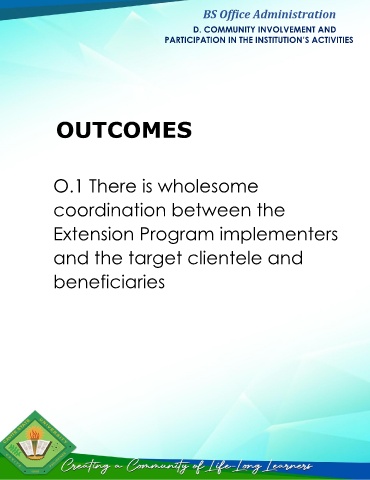 BS Office Administration
D. COMMUNITY INVOLVEMENT AND
PARTICIPATION IN THE INSTITUTION'S ACTIVITIES
OUTCOMES
O.1 There is wholesome
coordination between the
Extension Program implementers
and the target clientele and
beneficiaries
Creating a Community of Life-Long Learners